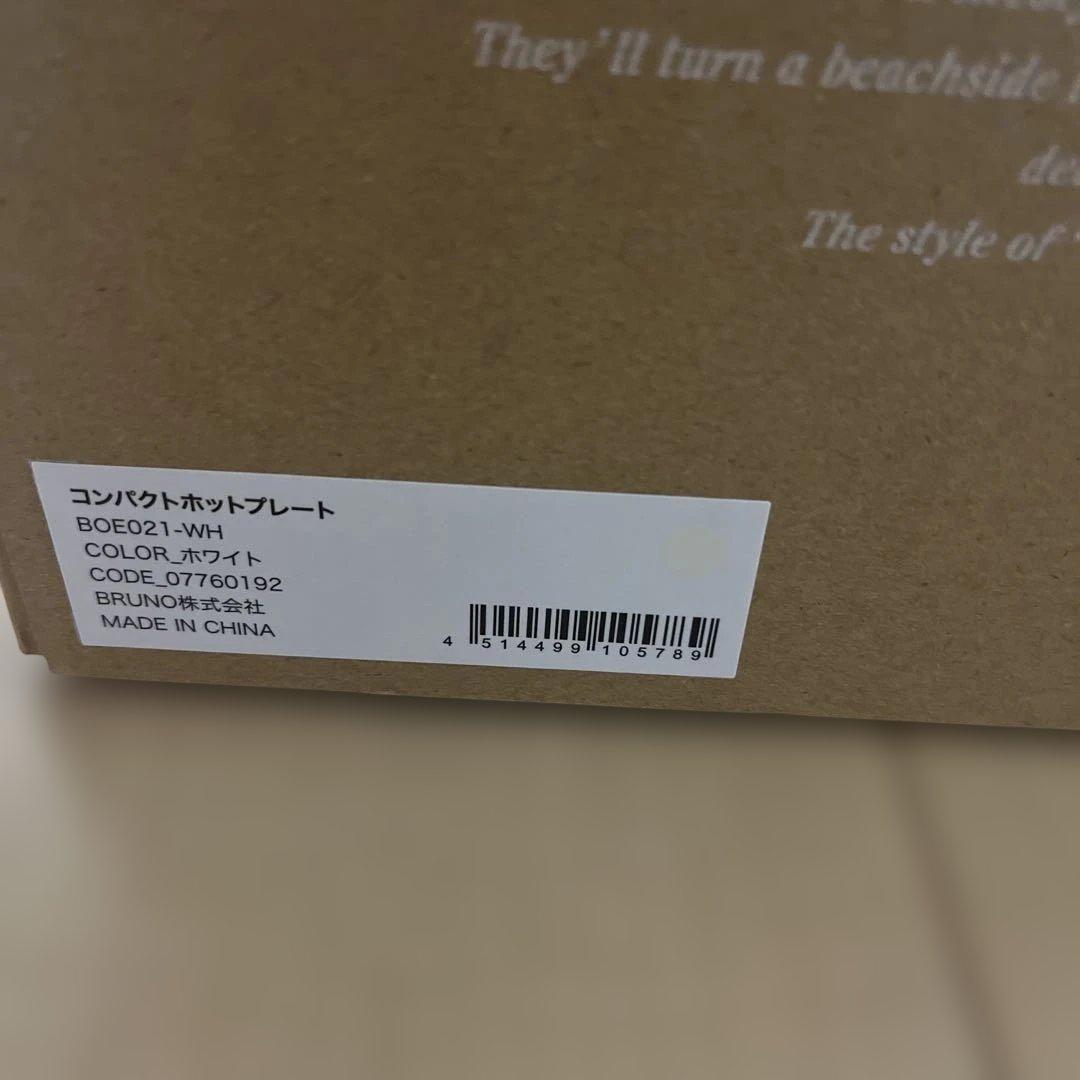 They'll turn a beachside
The style of
コンパクトホットプレート
BOE021-WH
COLOR_ホワイト
CODE_07760192
BRUNO株式会社
MADE IN CHINA
4 514499 105789